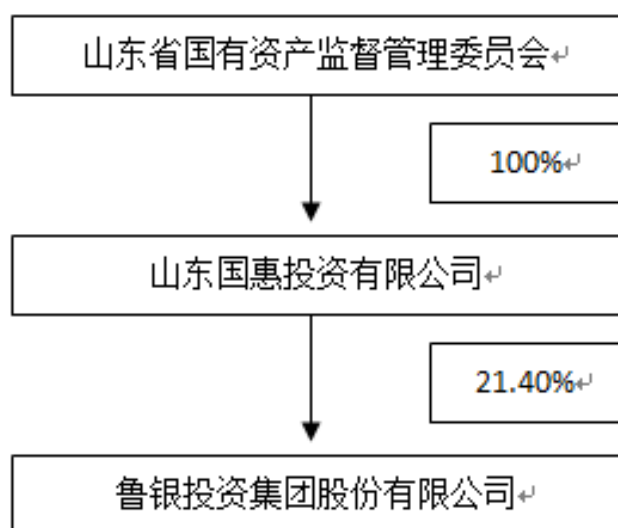 山东省国有资产监督管理委员会
100%
山东国惠投资有限公司
21.40%
鲁银投资集团股份有限公司